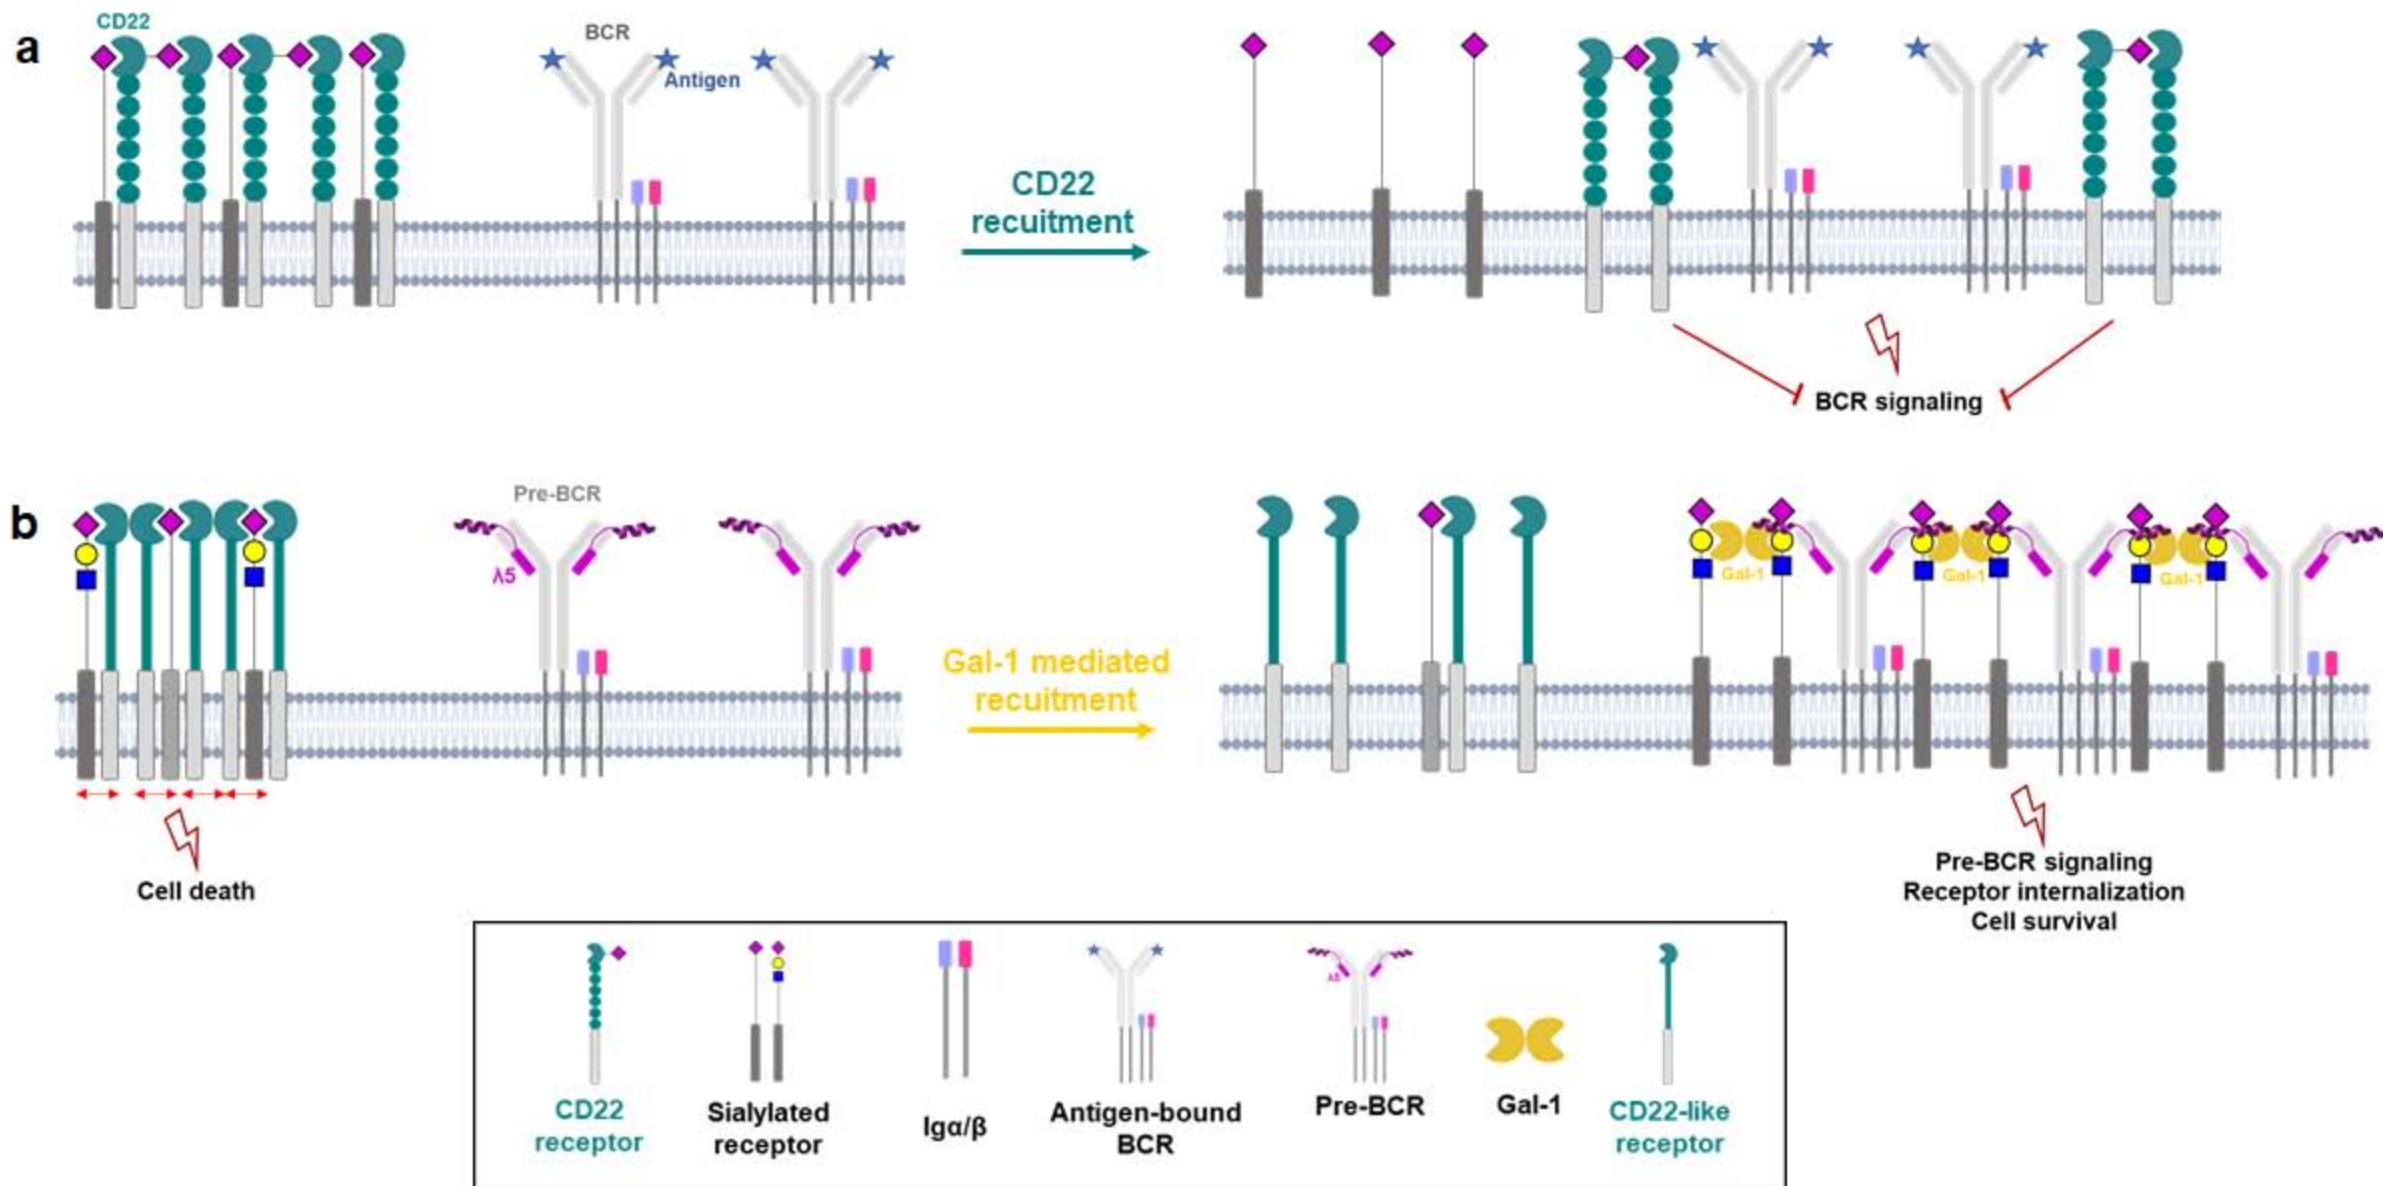 a
CD22
BCR
Antigen
CD22
recuitment
BCR signaling
b
Pre-BCR
λ5
Cell death
Gal-1 mediated
recuitment
Gal-1
Gal-1
Gal-1
Pre-BCR signaling
Receptor internalization
Cell survival
λ5
CD22
receptor
Sialylated
receptor
Igα/β
Antigen-bound
BCR
Pre-BCR
Gal-1
CD22-like
receptor